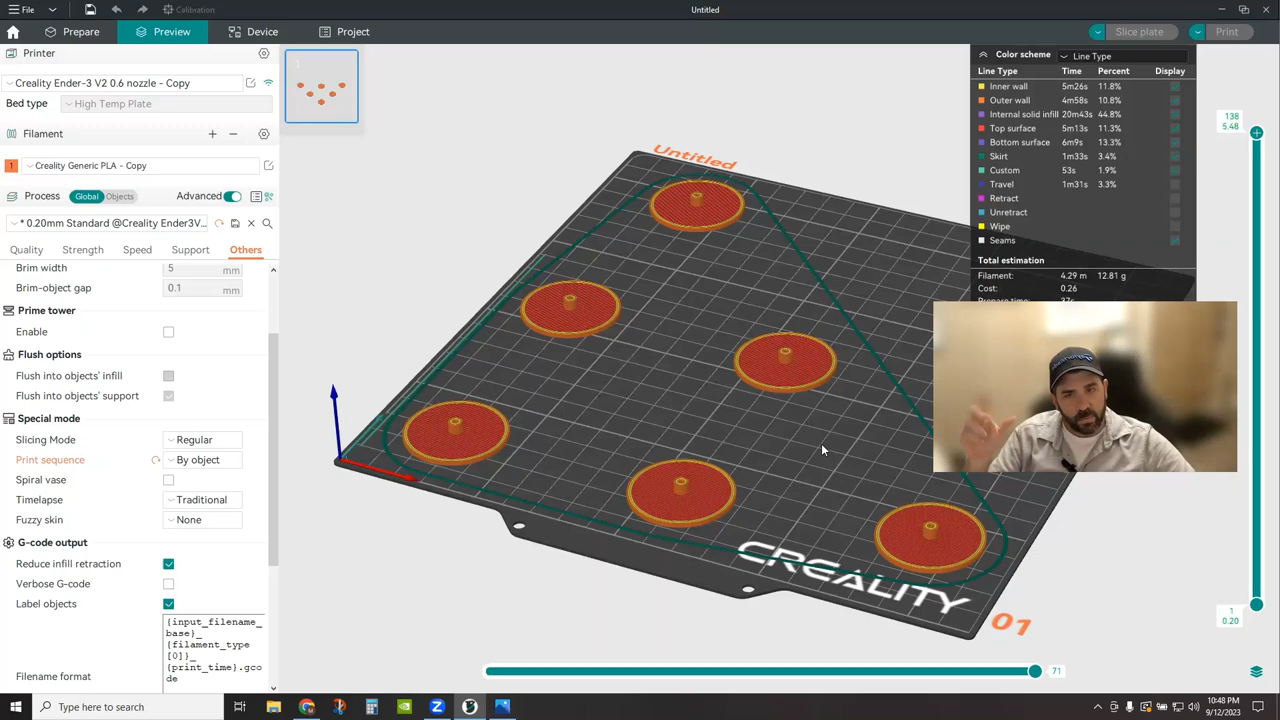 File
Calibration
Untitled
Prepare
Preview
Device
Project
Slice plate
Print
Printer
Creality Ender-3 V2 0.6 nozzle - Copy
Bed type
High Temp Plate
Filament
1
Creality Generic PLA - Copy
Process
Global
Objects
Advanced
* 0.20mm Standard @Creality Ender3V...
Quality
Strength
Speed
Support
Others
Brim width
5
mm
Brim-object gap
0.1
mm
Prime tower
Enable
Flush options
Flush into objects' infill
Flush into objects' support
Special mode
Slicing Mode
Regular
Print sequence
By object
Spiral vase
Timelapse
Traditional
Fuzzy skin
None
G-code output
Reduce infill retraction
Verbose G-code
Label objects
{input_filename_
base}_
{filament_type
[0]}_
{print_time}.gco
de
Filename format
1
Untitled
CREALITY
01
Color scheme
Line Type
Line Type Time Percent Display
Inner wall 5m26s 11.8%
Outer wall 4m58s 10.8%
Internal solid infill 20m43s 44.8%
Top surface 5m13s 11.3%
Bottom surface 6m9s 13.3%
Skirt 1m33s 3.4%
Custom 53s 1.9%
Travel 1m31s 3.3%
Retract
Unretract
Wipe
Seams
Total estimation
Filament: 4.29 m 12.81 g
Cost: 0.26
Prepare time: 37s
138
5.48
1
0.20
71
Type here to search
10:48 PM
9/12/2023